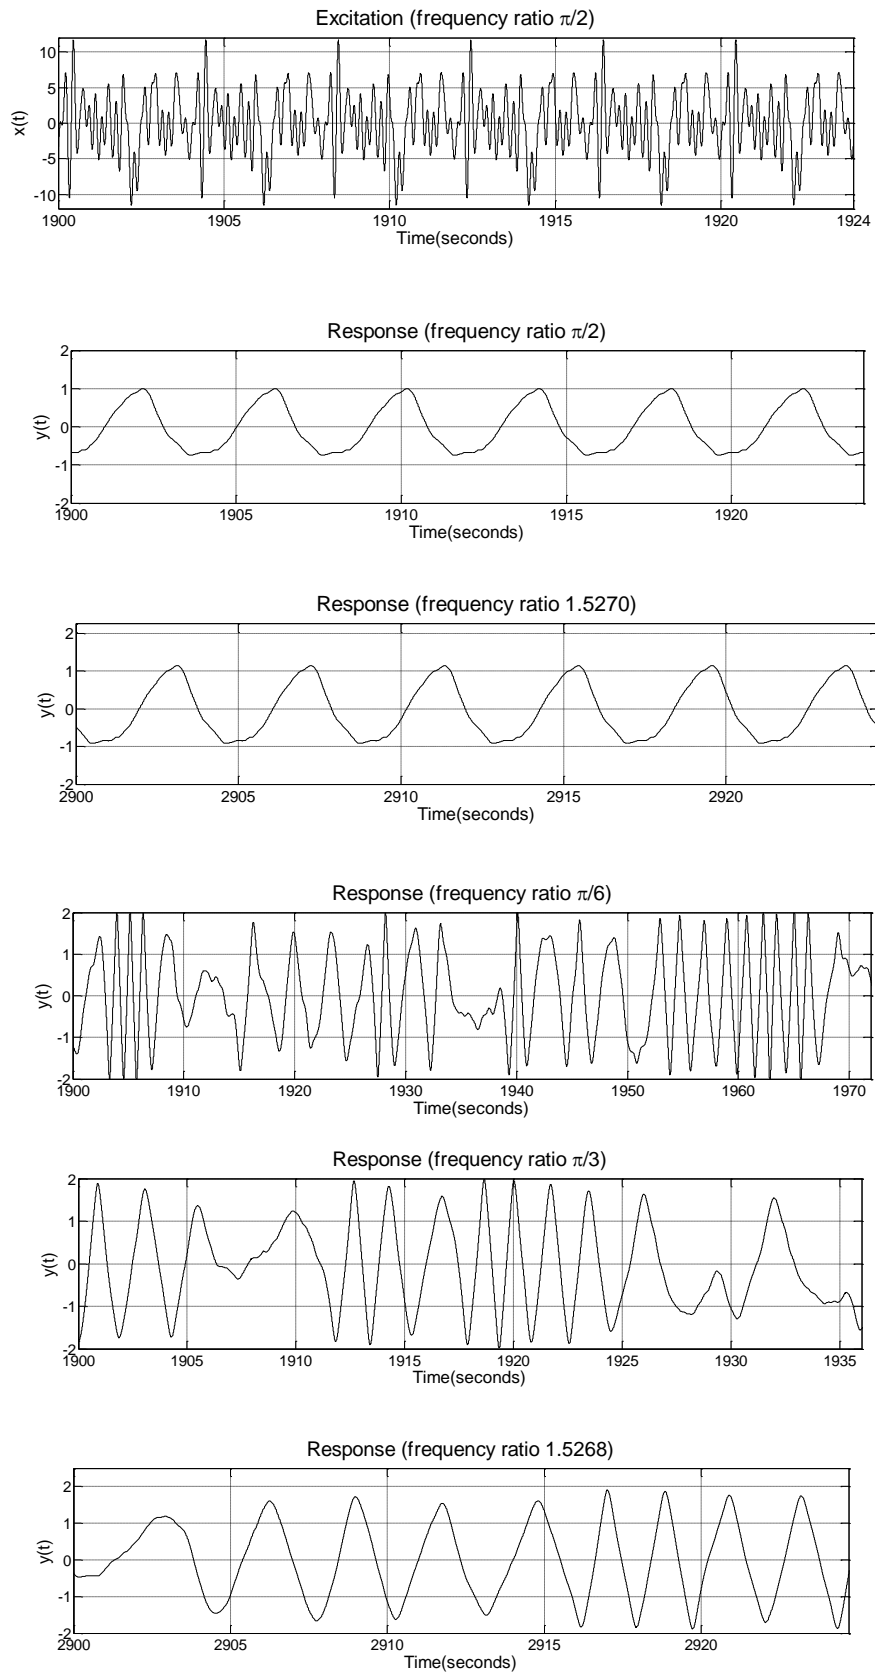 Excitation (frequency ratio π/2)
10
5
0
-5
-10
x(t)
1900 1905 1910 1915 1920 1924
Time(seconds)
Response (frequency ratio π/2)
2
1
0
-1
-2
y(t)
1900 1905 1910 1915 1920
Time(seconds)
Response (frequency ratio 1.5270)
2
1
0
-1
-2
y(t)
2900 2905 2910 2915 2920
Time(seconds)
Response (frequency ratio π/6)
2
1
0
-1
-2
y(t)
1900 1910 1920 1930 1940 1950 1960 1970
Time(seconds)
Response (frequency ratio π/3)
2
1
0
-1
-2
y(t)
1900 1905 1910 1915 1920 1925 1930 1935
Time(seconds)
Response (frequency ratio 1.5268)
2
1
0
-1
-2
y(t)
2900 2905 2910 2915 2920
Time(seconds)